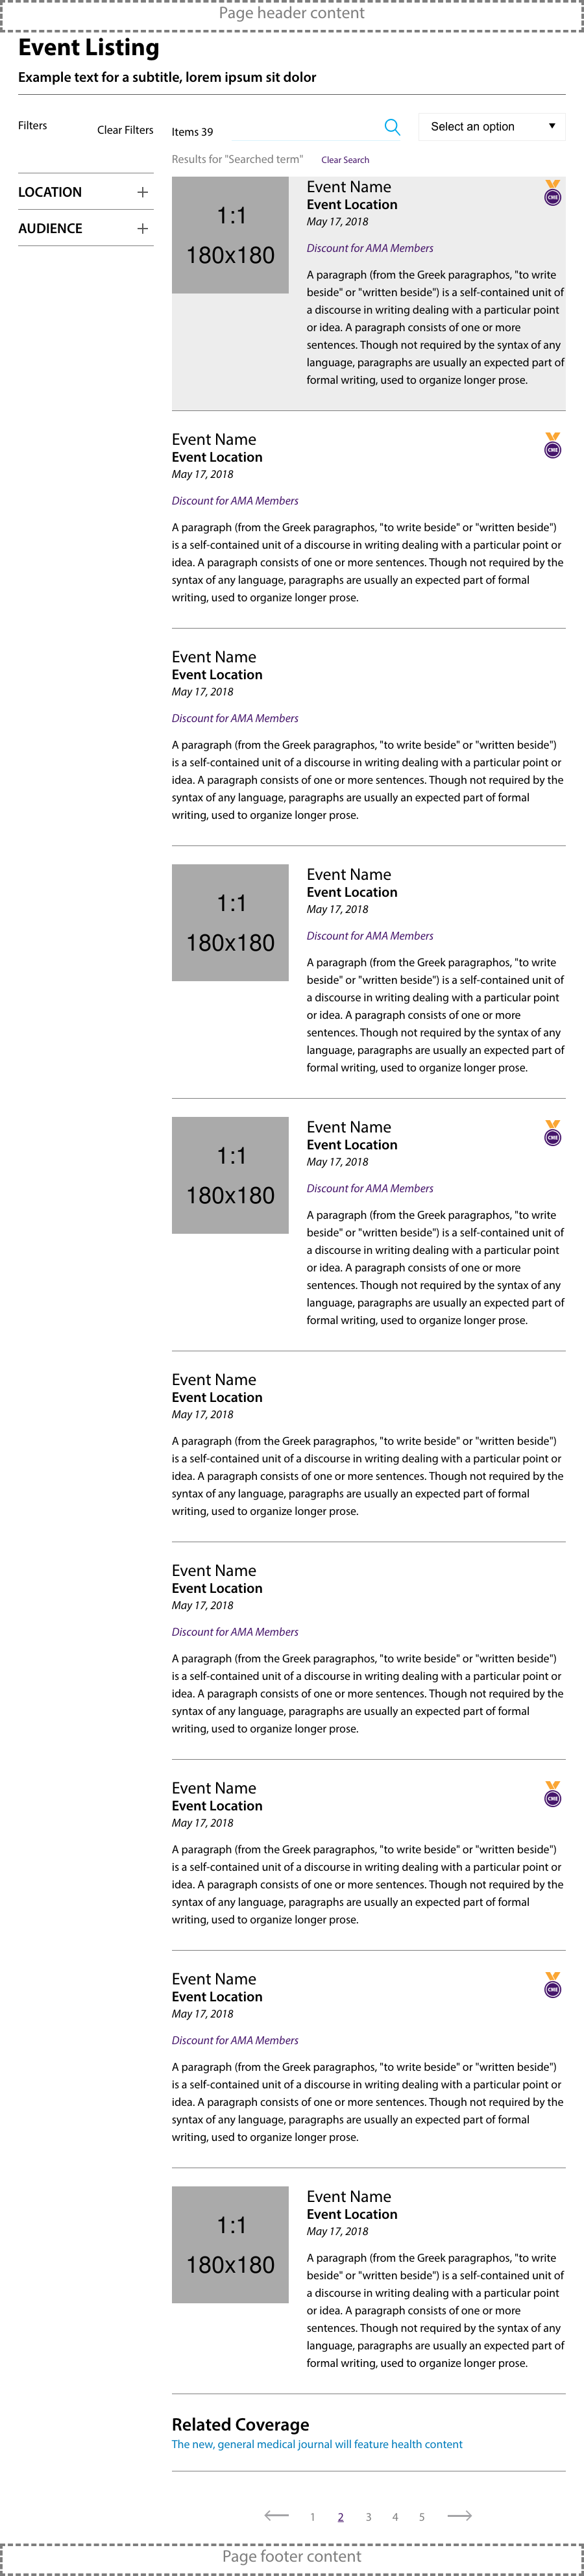 Page header content
Event Listing
Example text for a subtitle, lorem ipsum sit dolor
Filters
Clear Filters
Items 39
Select an option
Results for "Searched term"
Clear Search
LOCATION
AUDIENCE
1:1
180x180
Event Name
CME
Event Location
May 17, 2018
Discount for AMA Members
A paragraph (from the Greek paragraphos, "to write
beside" or "written beside") is a self-contained unit of
a discourse in writing dealing with a particular point
or idea. A paragraph consists of one or more
sentences. Though not required by the syntax of any
language, paragraphs are usually an expected part of
formal writing, used to organize longer prose.
Event Name
CME
Event Location
May 17, 2018
Discount for AMA Members
A paragraph (from the Greek paragraphos, "to write beside" or "written beside")
is a self-contained unit of a discourse in writing dealing with a particular point or
idea. A paragraph consists of one or more sentences. Though not required by the
syntax of any language, paragraphs are usually an expected part of formal
writing, used to organize longer prose.
Event Name
Event Location
May 17, 2018
Discount for AMA Members
A paragraph (from the Greek paragraphos, "to write beside" or "written beside")
is a self-contained unit of a discourse in writing dealing with a particular point or
idea. A paragraph consists of one or more sentences. Though not required by the
syntax of any language, paragraphs are usually an expected part of formal
writing, used to organize longer prose.
1:1
180x180
Event Name
Event Location
May 17, 2018
Discount for AMA Members
A paragraph (from the Greek paragraphos, "to write
beside" or "written beside") is a self-contained unit of
a discourse in writing dealing with a particular point
or idea. A paragraph consists of one or more
sentences. Though not required by the syntax of any
language, paragraphs are usually an expected part of
formal writing, used to organize longer prose.
1:1
180x180
Event Name
CME
Event Location
May 17, 2018
Discount for AMA Members
A paragraph (from the Greek paragraphos, "to write
beside" or "written beside") is a self-contained unit of
a discourse in writing dealing with a particular point
or idea. A paragraph consists of one or more
sentences. Though not required by the syntax of any
language, paragraphs are usually an expected part of
formal writing, used to organize longer prose.
Event Name
Event Location
May 17, 2018
A paragraph (from the Greek paragraphos, "to write beside" or "written beside")
is a self-contained unit of a discourse in writing dealing with a particular point or
idea. A paragraph consists of one or more sentences. Though not required by the
syntax of any language, paragraphs are usually an expected part of formal
writing, used to organize longer prose.
Event Name
Event Location
May 17, 2018
Discount for AMA Members
A paragraph (from the Greek paragraphos, "to write beside" or "written beside")
is a self-contained unit of a discourse in writing dealing with a particular point or
idea. A paragraph consists of one or more sentences. Though not required by the
syntax of any language, paragraphs are usually an expected part of formal
writing, used to organize longer prose.
Event Name
CME
Event Location
May 17, 2018
A paragraph (from the Greek paragraphos, "to write beside" or "written beside")
is a self-contained unit of a discourse in writing dealing with a particular point or
idea. A paragraph consists of one or more sentences. Though not required by the
syntax of any language, paragraphs are usually an expected part of formal
writing, used to organize longer prose.
Event Name
CME
Event Location
May 17, 2018
Discount for AMA Members
A paragraph (from the Greek paragraphos, "to write beside" or "written beside")
is a self-contained unit of a discourse in writing dealing with a particular point or
idea. A paragraph consists of one or more sentences. Though not required by the
syntax of any language, paragraphs are usually an expected part of formal
writing, used to organize longer prose.
1:1
180x180
Event Name
Event Location
May 17, 2018
A paragraph (from the Greek paragraphos, "to write
beside" or "written beside") is a self-contained unit of
a discourse in writing dealing with a particular point
or idea. A paragraph consists of one or more
sentences. Though not required by the syntax of any
language, paragraphs are usually an expected part of
formal writing, used to organize longer prose.
Related Coverage
The new, general medical journal will feature health content
1 2 3 4 5
Page footer content